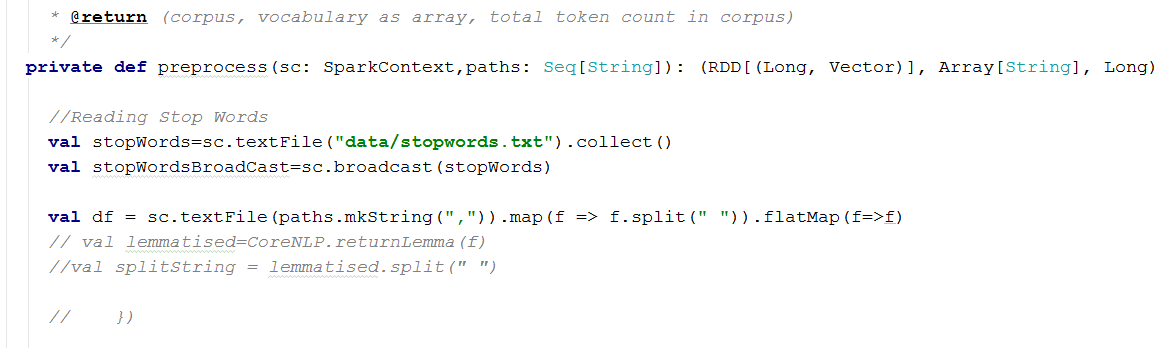 * @return (corpus, vocabulary as array, total token count in corpus)
*/
private def preprocess(sc: SparkContext,paths: Seq[String]): (RDD[(Long, Vector)], Array[String], Long)
//Reading Stop Words
val stopWords=sc.textFile("data/stopwords.txt").collect()
val stopWordsBroadCast=sc.broadcast(stopWords)
val df = sc.textFile(paths.mkString(",")).map(f => f.split(" ")).flatMap(f=>f)
// val lemmatised=CoreNLP.returnLemma(f)
//val splitString = lemmatised.split(" ")
//    })